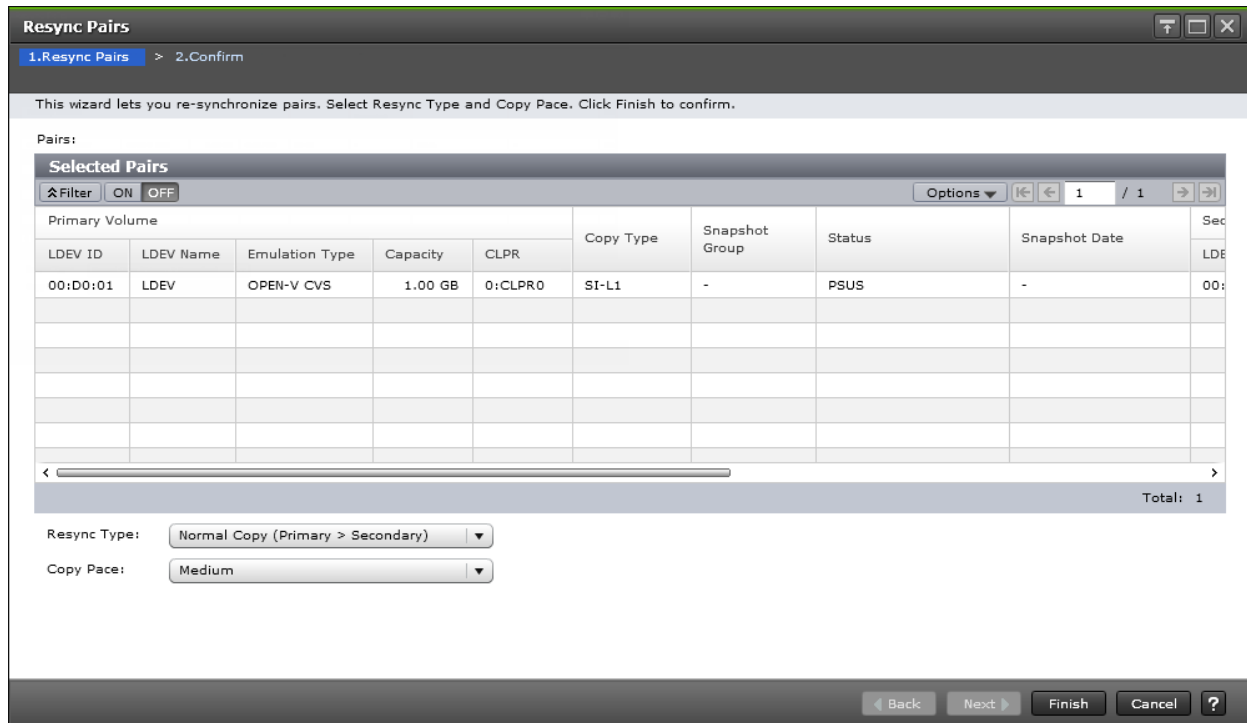 Resync Pairs
1.Resync Pairs > 2.Confirm
This wizard lets you re-synchronize pairs. Select Resync Type and Copy Pace. Click Finish to confirm.
Pairs:
Selected Pairs
Filter ON OFF Options 1 / 1
Primary Volume Copy Type Snapshot Group Status Snapshot Date Sec
LDEV ID LDEV Name Emulation Type Capacity CLPR LDE
00:D0:01 LDEV OPEN-V CVS 1.00 GB 0:CLPR0 SI-L1 - PSUS - 00:
Total: 1
Resync Type: Normal Copy (Primary > Secondary)
Copy Pace: Medium
Back Next Finish Cancel ?